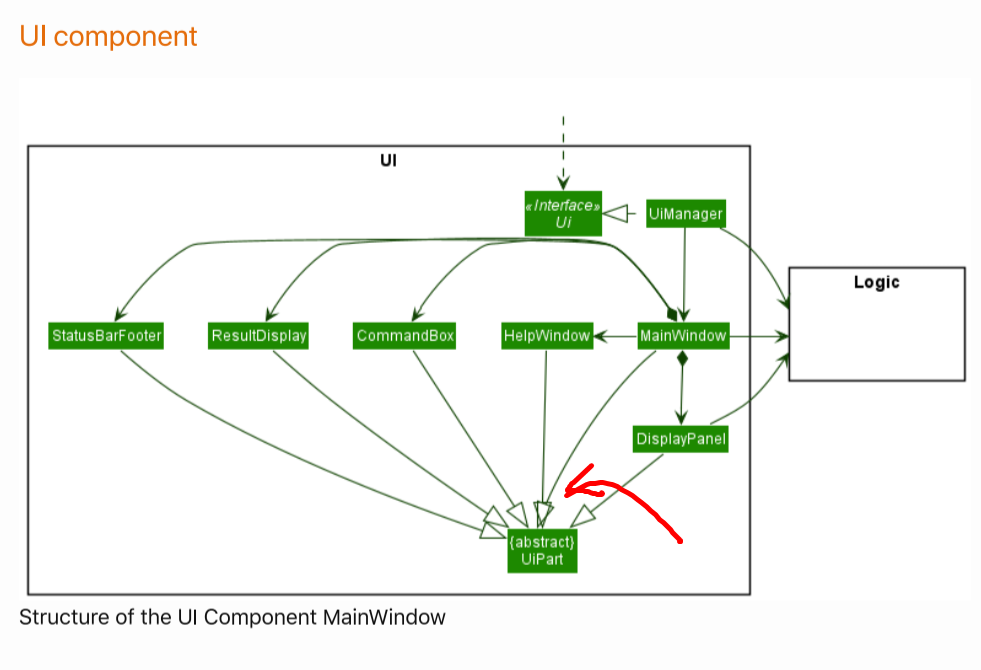 UI component
UI
«Interface»
Ui
UiManager
Logic
StatusBarFooter
ResultDisplay
CommandBox
HelpWindow
MainWindow
DisplayPanel
{abstract}
UiPart
Structure of the UI Component MainWindow